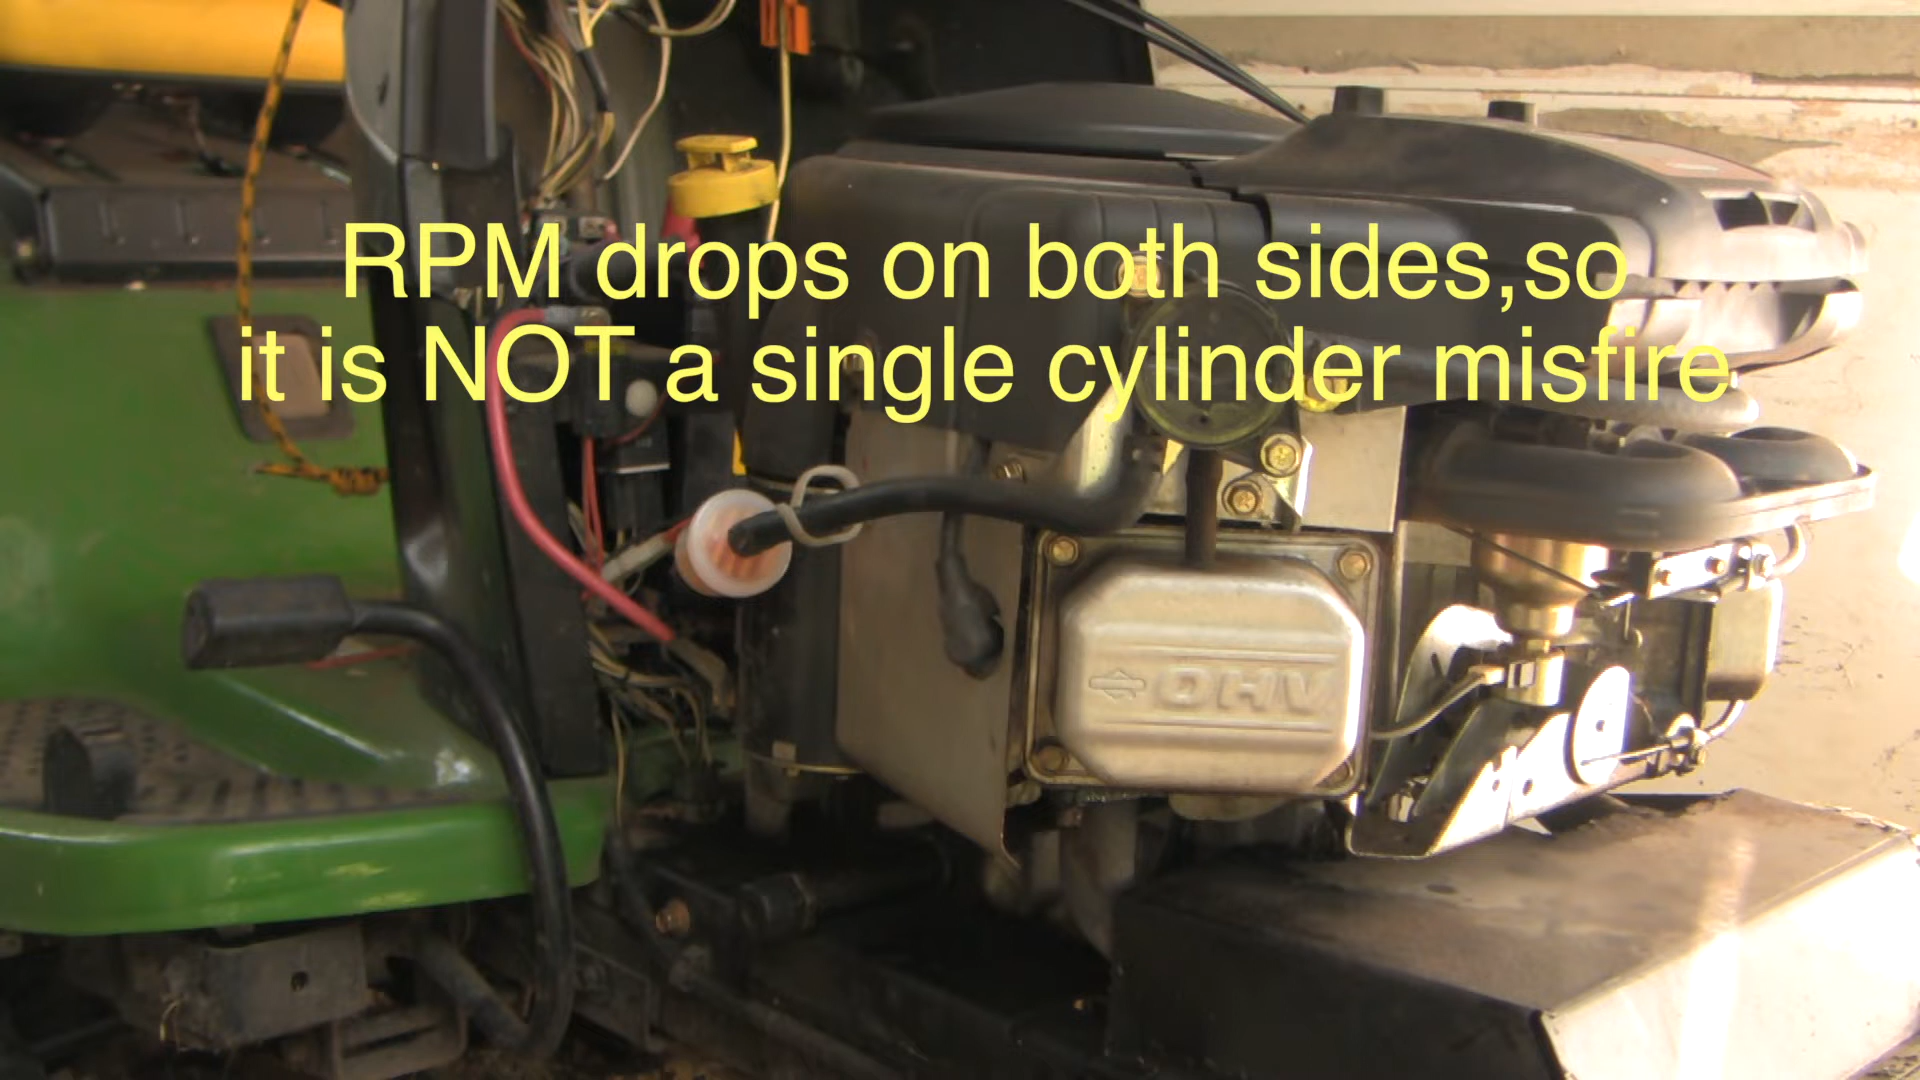 RPM drops on both sides,so
it is NOT a single cylinder misfire
OHV